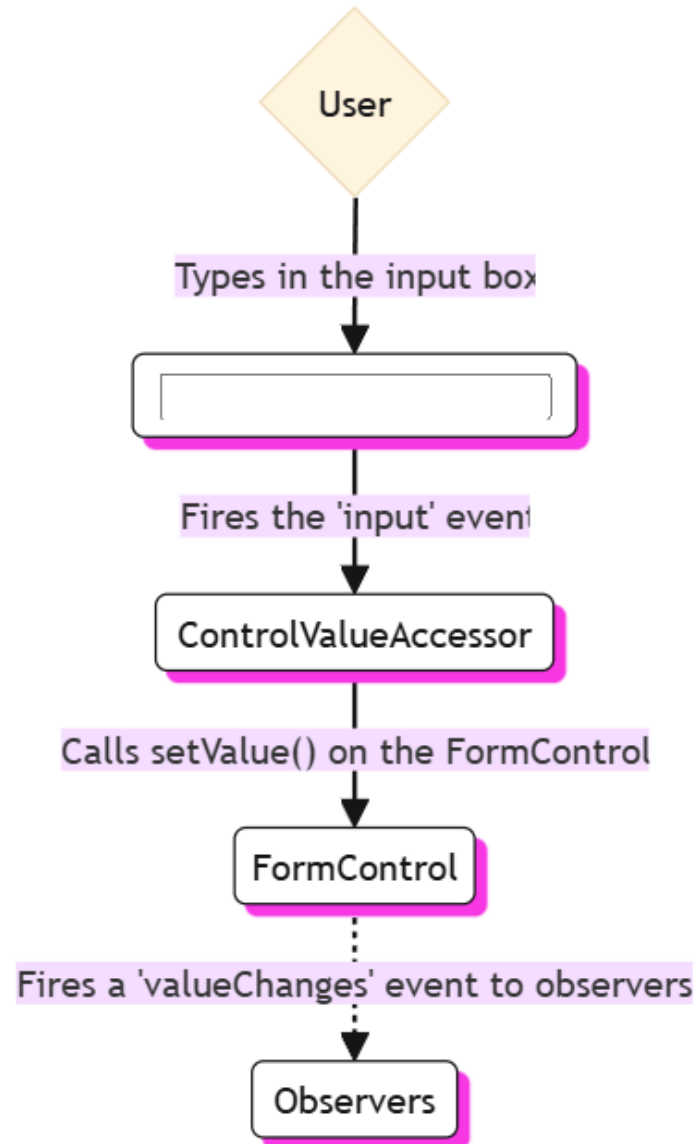 User
Types in the input box
Fires the 'input' event
ControlValueAccessor
Calls setValue() on the FormControl
FormControl
Fires a 'valueChanges' event to observers
Observers